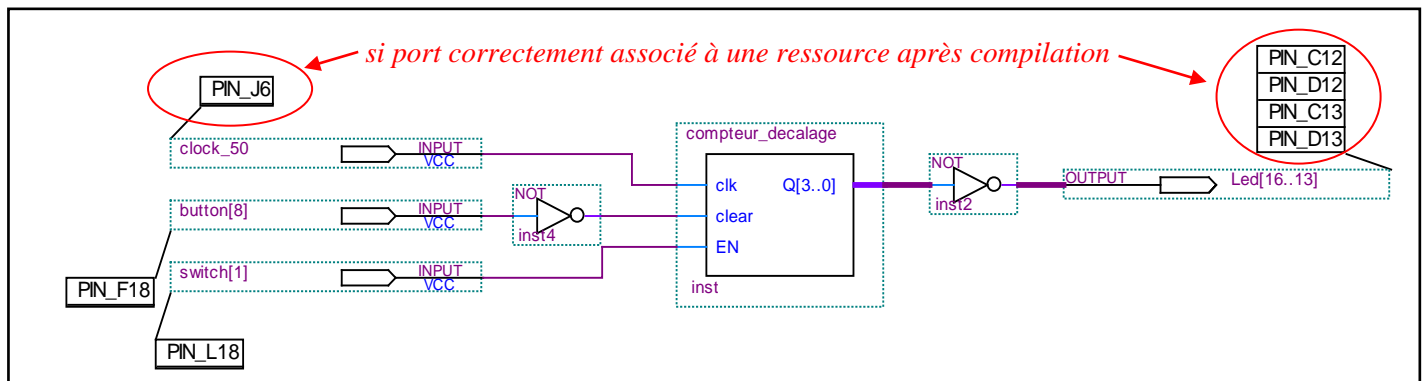 si port correctement associé à une ressource après compilation
PIN_J6
PIN_C12
PIN_D12
PIN_C13
PIN_D13
clock_50
INPUT
VCC
compteur_decalage
clk
Q[3..0]
clear
EN
inst
NOT
inst2
OUTPUT
Led[16..13]
button[8]
INPUT
VCC
NOT
inst4
switch[1]
INPUT
VCC
PIN_F18
PIN_L18